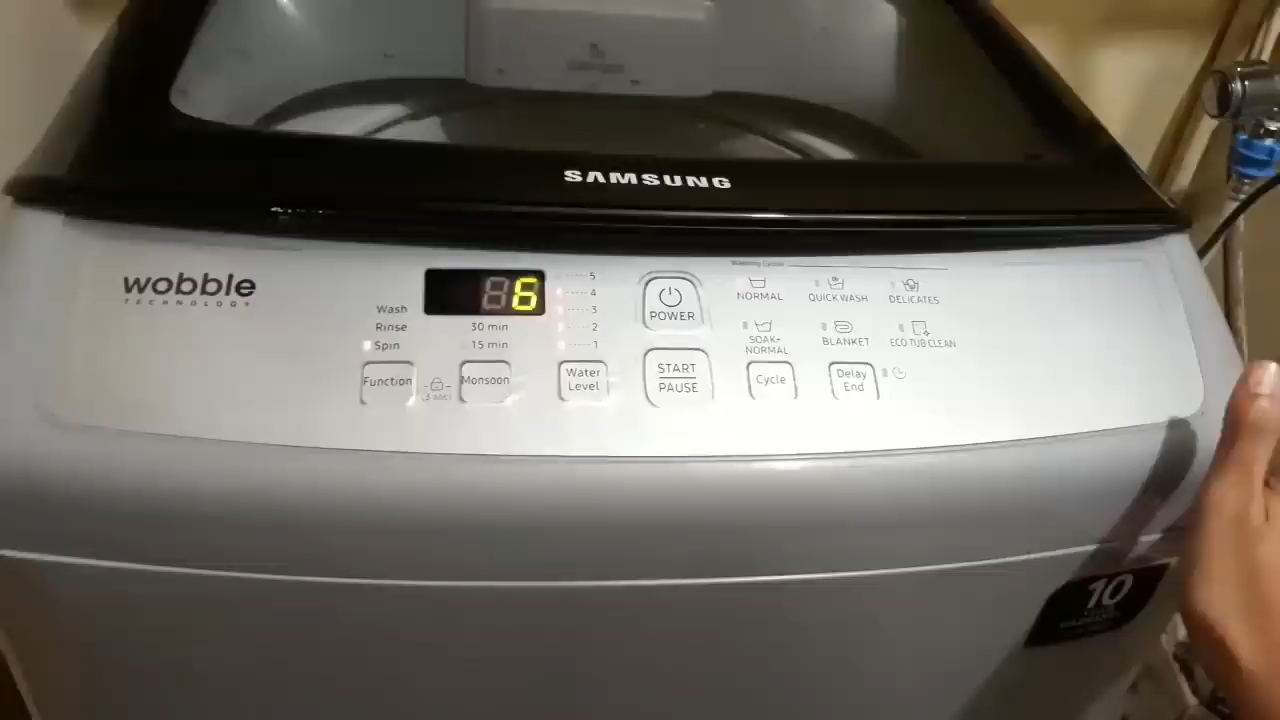 SAMSUNG
wobble
TECHNOLOGY
6
Wash
Rinse
Spin
30 min
15 min
5
4
3
2
1
Function
3 sec
Monsoon
Water
Level
POWER
START
PAUSE
Washing Cycles
NORMAL
QUICK WASH
DELICATES
SOAK+
NORMAL
BLANKET
ECO TUB CLEAN
Cycle
Delay
End
10